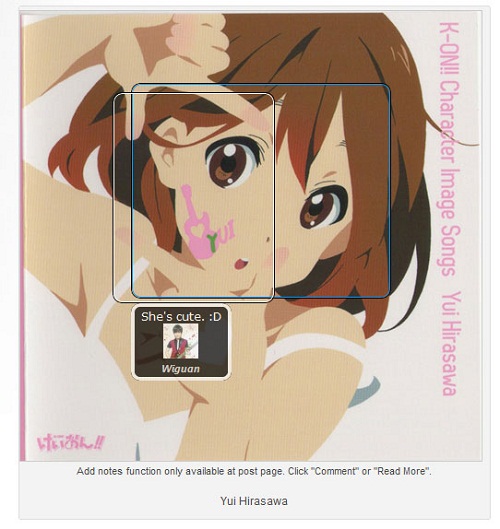 K-ON!! Character Image Songs Yui Hirasawa
YUI
She's cute. :D
Wiguan
けいおん!!
Add notes function only available at post page. Click "Comment" or "Read More".
Yui Hirasawa